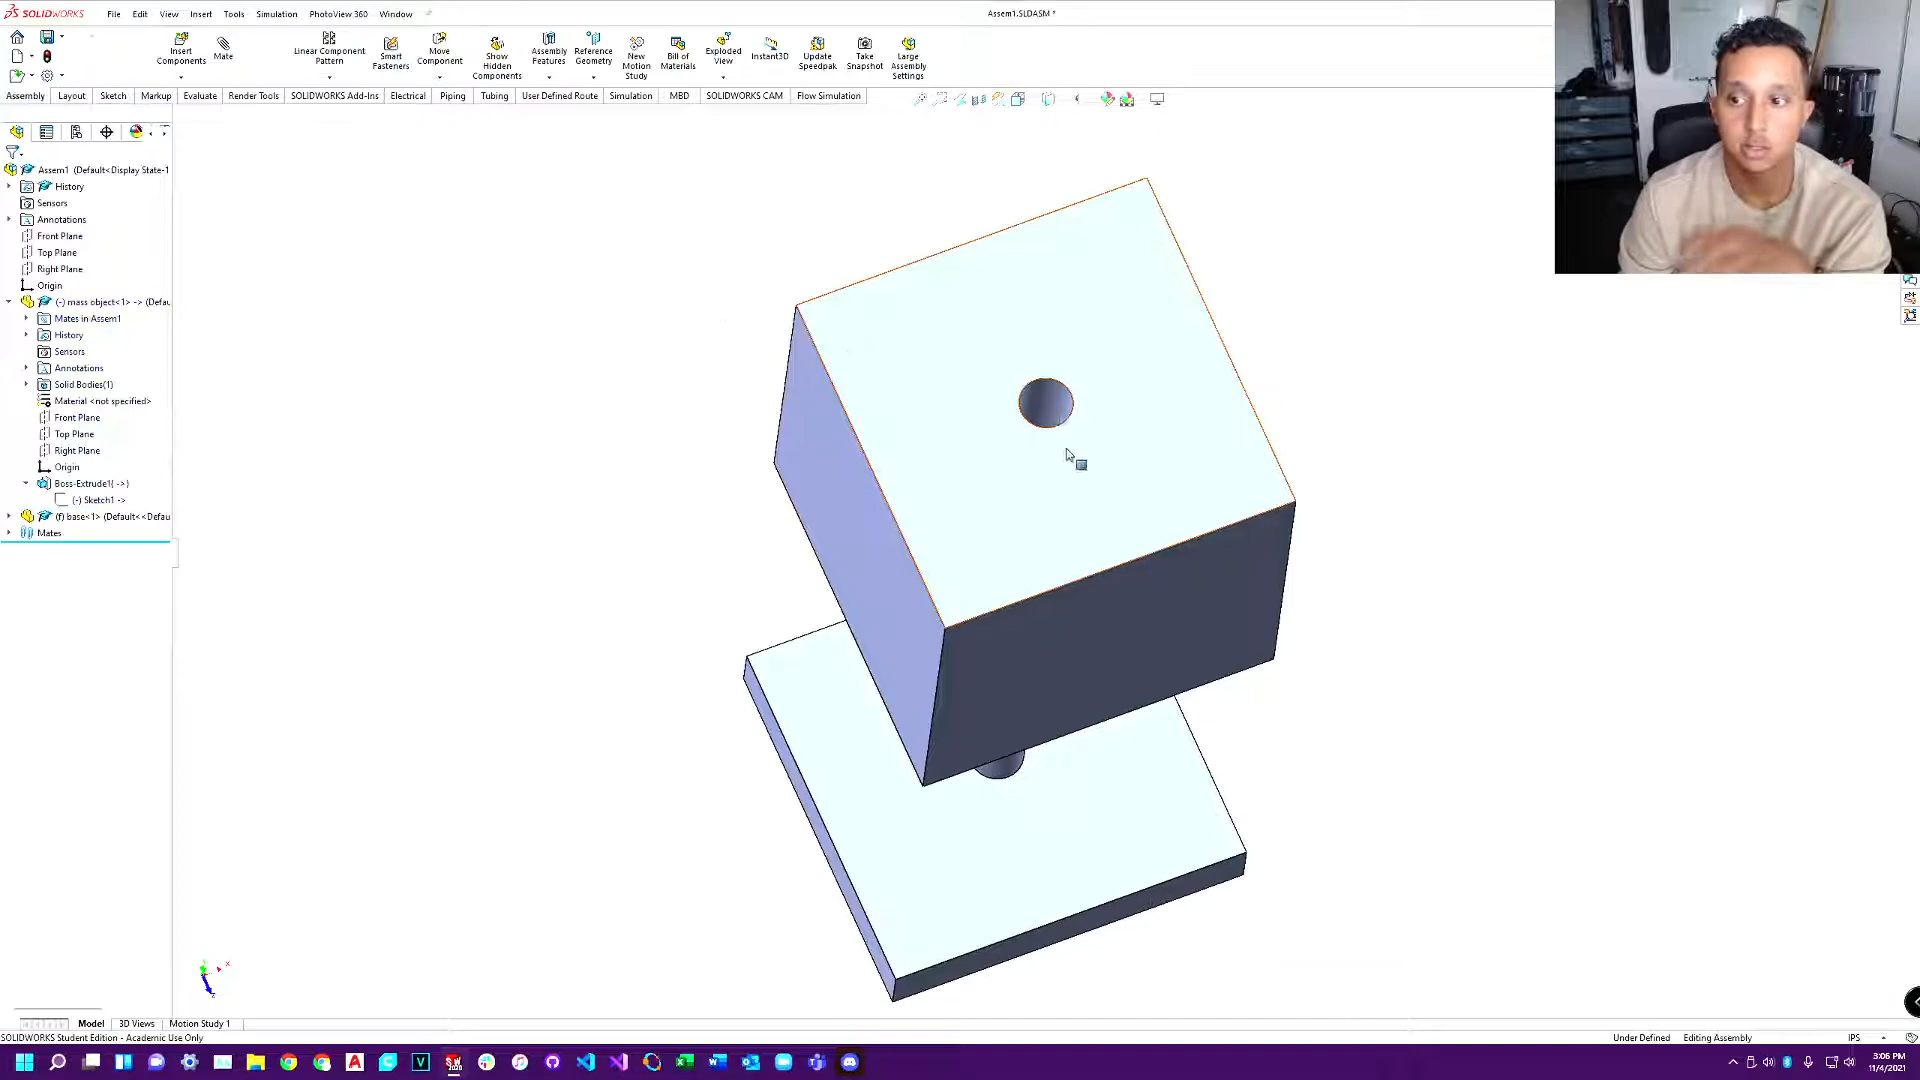 SOLIDWORKS File Edit View Insert Tools Simulation PhotoView 360 Window Assem1.SLDASM *
Insert Components Mate Linear Component Pattern Smart Fasteners Move Component Show Hidden Components Assembly Features Reference Geometry New Motion Study Bill of Materials Exploded View Instant3D Update Speedpak Take Snapshot Large Assembly Settings
Assembly Layout Sketch Markup Evaluate Render Tools SOLIDWORKS Add-Ins Electrical Piping Tubing User Defined Route Simulation MBD SOLIDWORKS CAM Flow Simulation
Assem1 (Default<Display State-1
History
Sensors
Annotations
Front Plane
Top Plane
Right Plane
Origin
(-) mass object<1> -> (Defau
Mates in Assem1
History
Sensors
Annotations
Solid Bodies(1)
Material <not specified>
Front Plane
Top Plane
Right Plane
Origin
Boss-Extrude1( ->)
(-) Sketch1 ->
(f) base<1> (Default<<Defau
Mates
Model 3D Views Motion Study 1
SOLIDWORKS Student Edition - Academic Use Only Under Defined Editing Assembly IPS
3:06 PM
11/4/2021